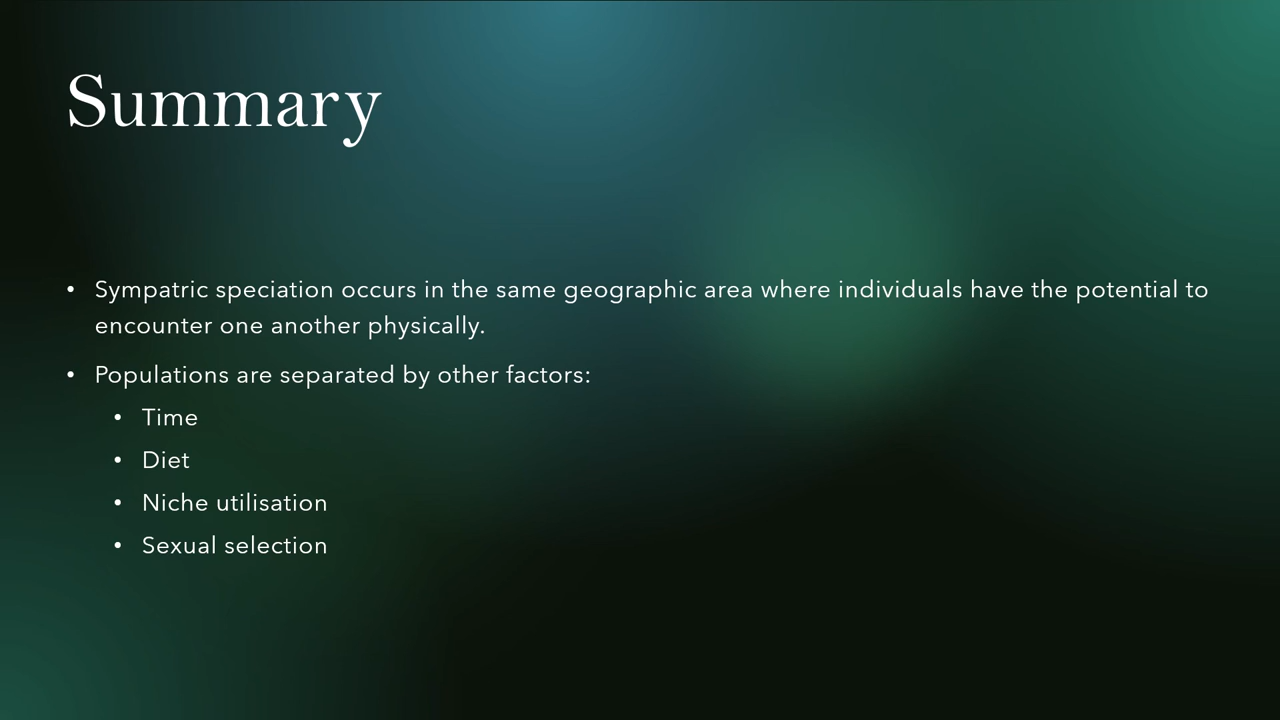 Summary
• Sympatric speciation occurs in the same geographic area where individuals have the potential to
encounter one another physically.
• Populations are separated by other factors:
• Time
• Diet
• Niche utilisation
• Sexual selection